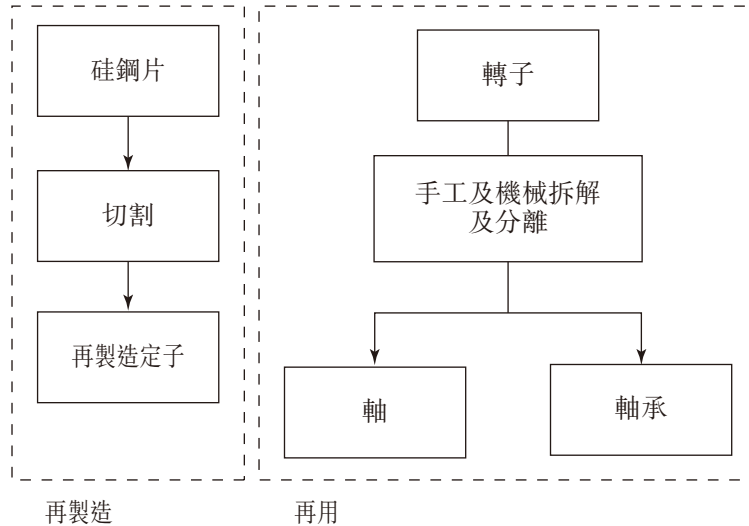 硅鋼片
切割
再製造定子
再製造
轉子
手工及機械拆解
及分離
軸
軸承
再用